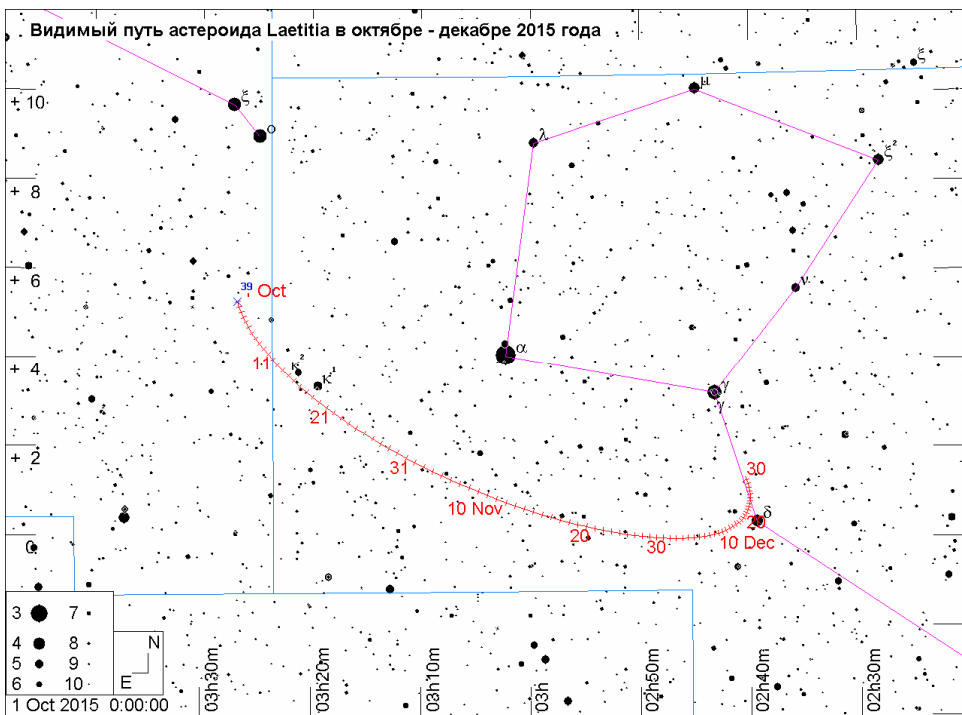 Видимый путь астероида Laetitia в октябре - декабре 2015 года
ξ
μ
+ 10
ξ
ο
λ
ξ²
+ 8
+ 6
39
1 Oct
ν
α
+ 4
11
κ²
κ¹
γ
γ
21
+ 2
31
30
10 Nov
20
20
δ
0
30
10 Dec
3 7
4 8
5 9
6 10
N
E
03h30m
03h20m
03h10m
03h
02h50m
02h40m
02h30m
1 Oct 2015 0:00:00